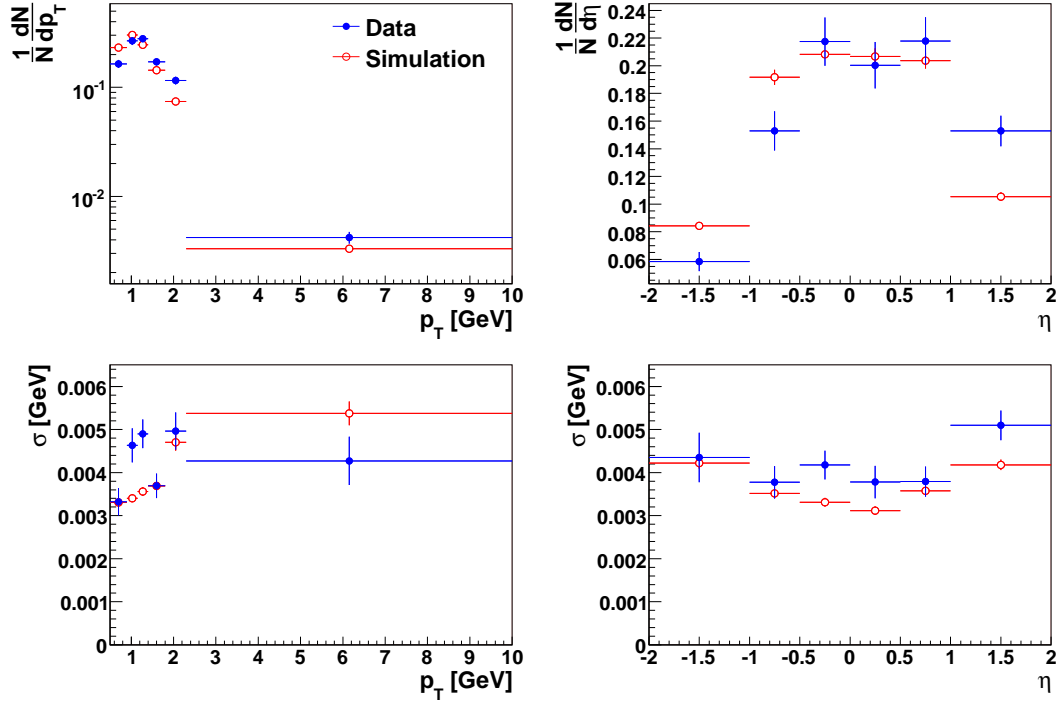 1/N dN/dp_T
Data
Simulation
10^-1
10^-2
1 2 3 4 5 6 7 8 9 10
p_T [GeV]
1/N dN/dη
0.24
0.22
0.2
0.18
0.16
0.14
0.12
0.1
0.08
0.06
-2 -1.5 -1 -0.5 0 0.5 1 1.5 2
η
σ [GeV]
0.006
0.005
0.004
0.003
0.002
0.001
0
1 2 3 4 5 6 7 8 9 10
p_T [GeV]
σ [GeV]
0.006
0.005
0.004
0.003
0.002
0.001
0
-2 -1.5 -1 -0.5 0 0.5 1 1.5 2
η